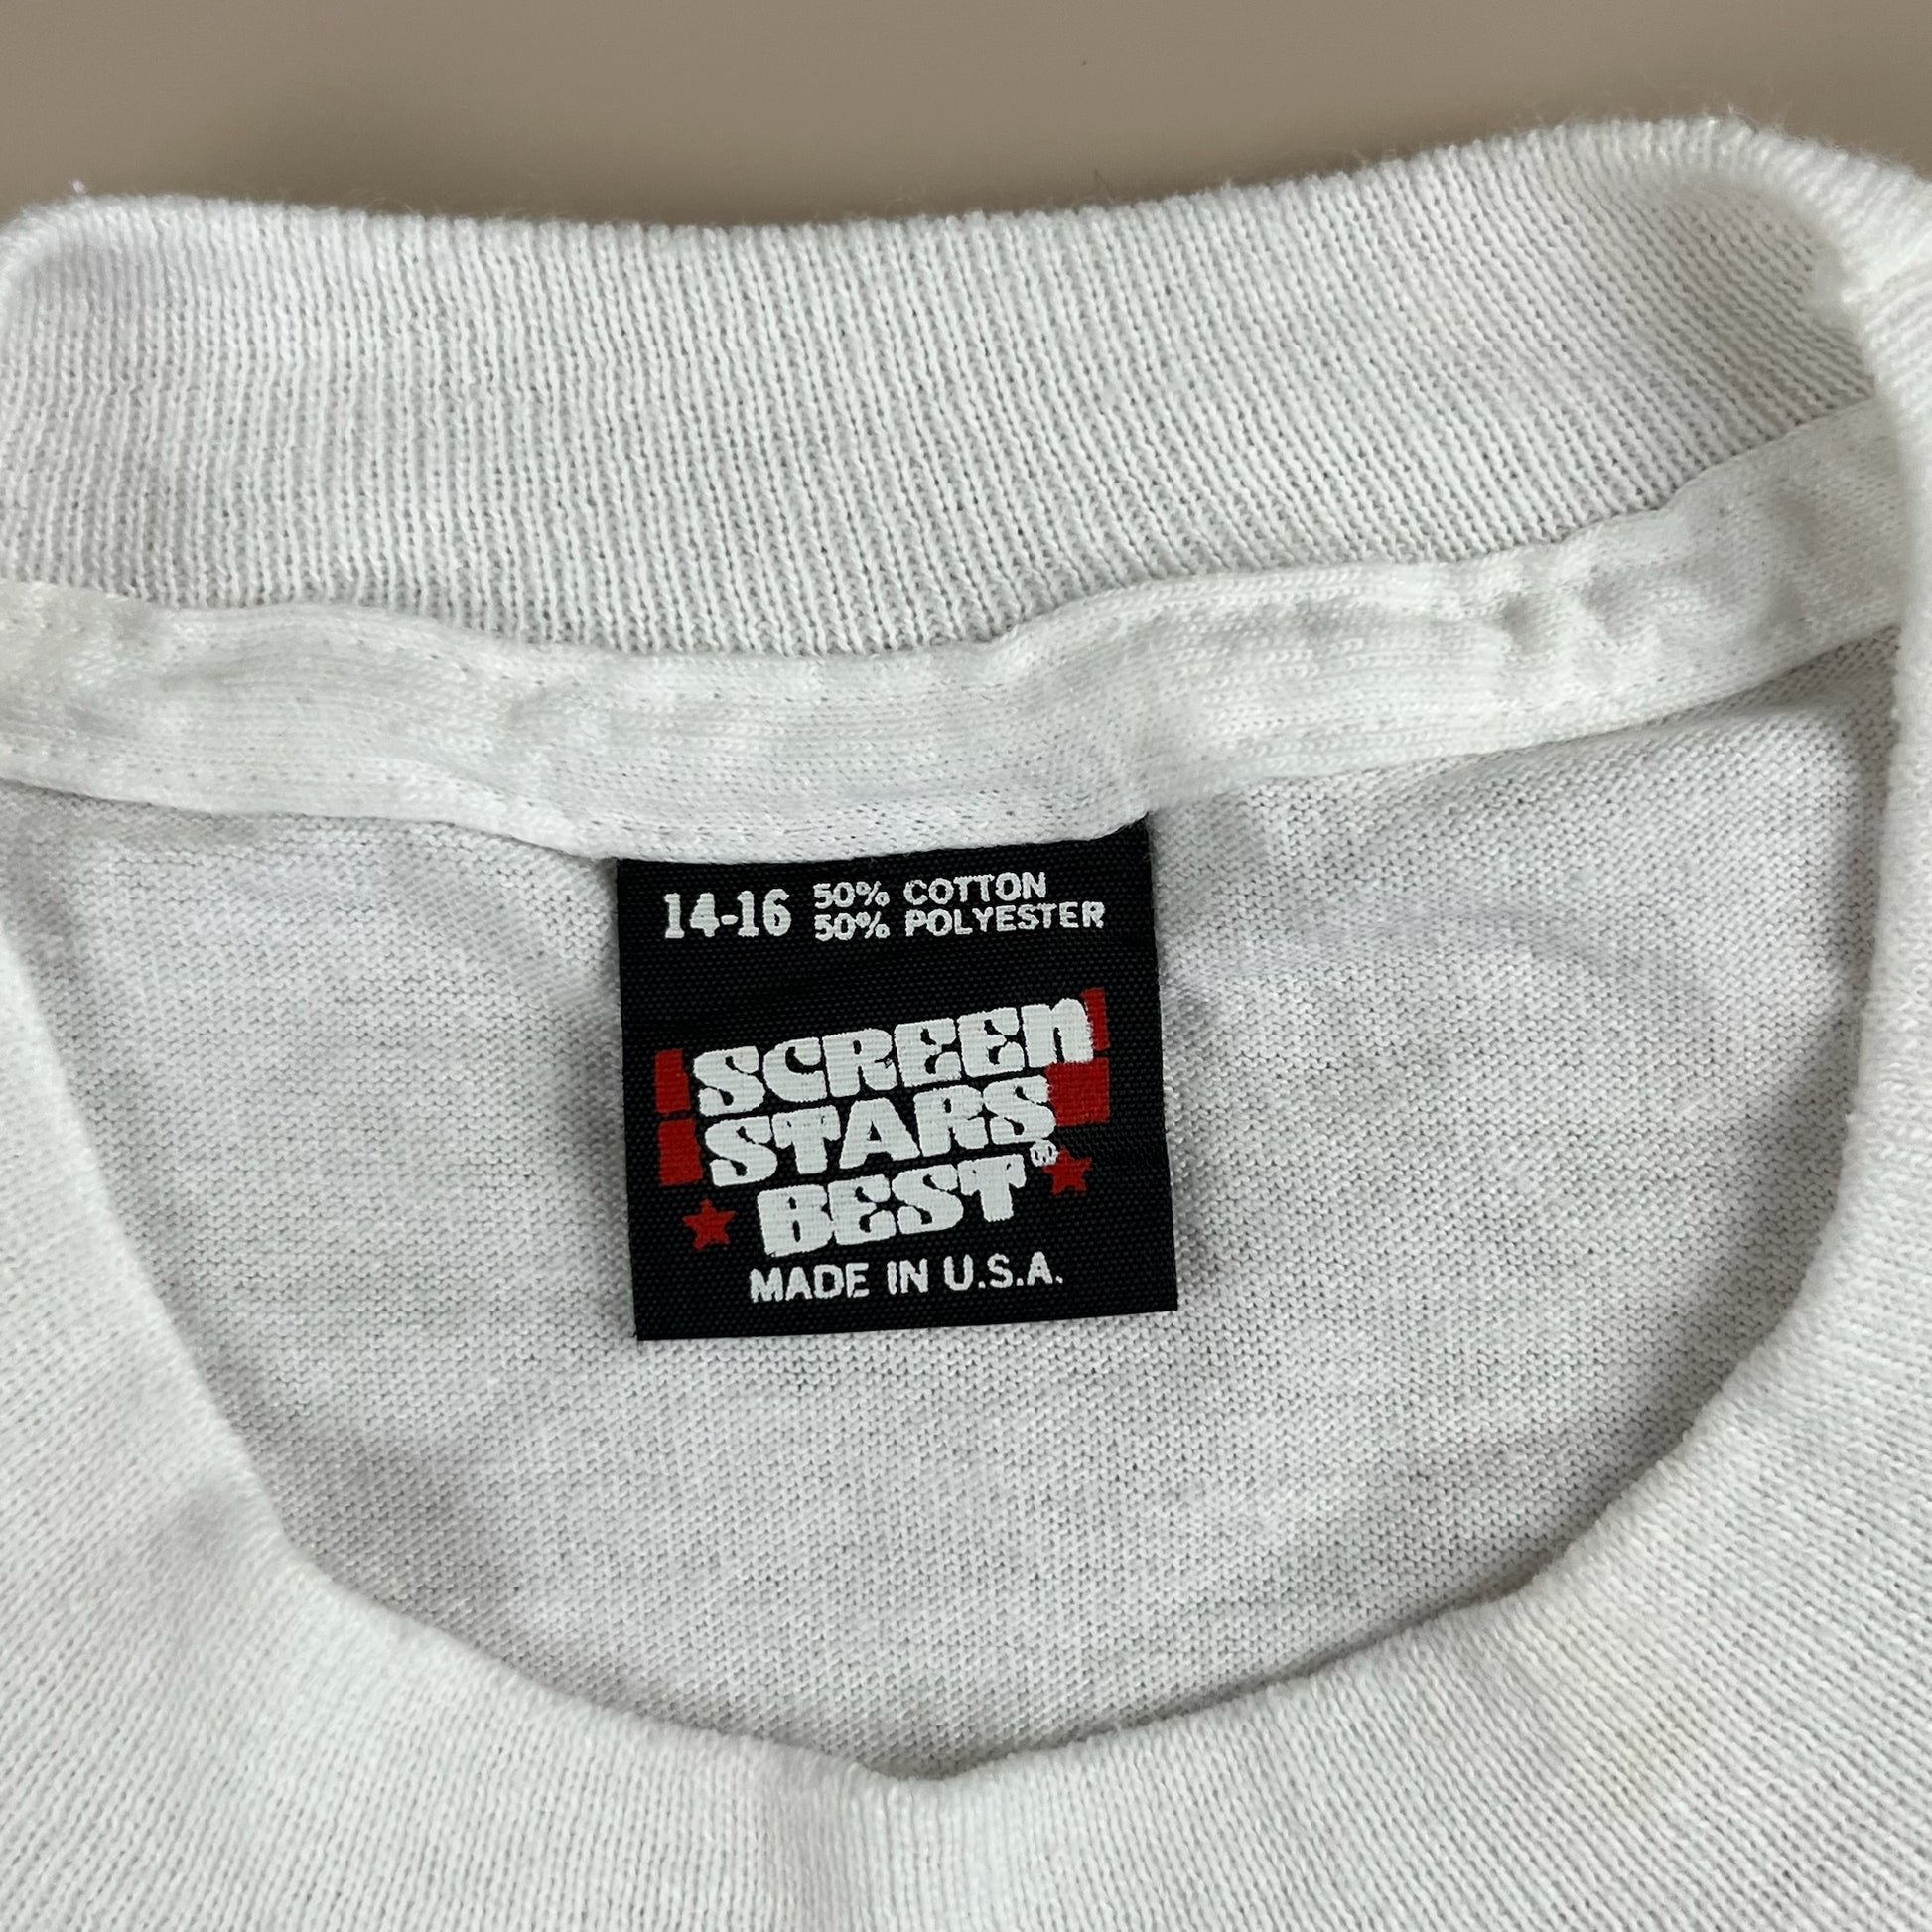 14-16 50% COTTON
50% POLYESTER
SCREEN
STARS
BEST®
MADE IN U.S.A.